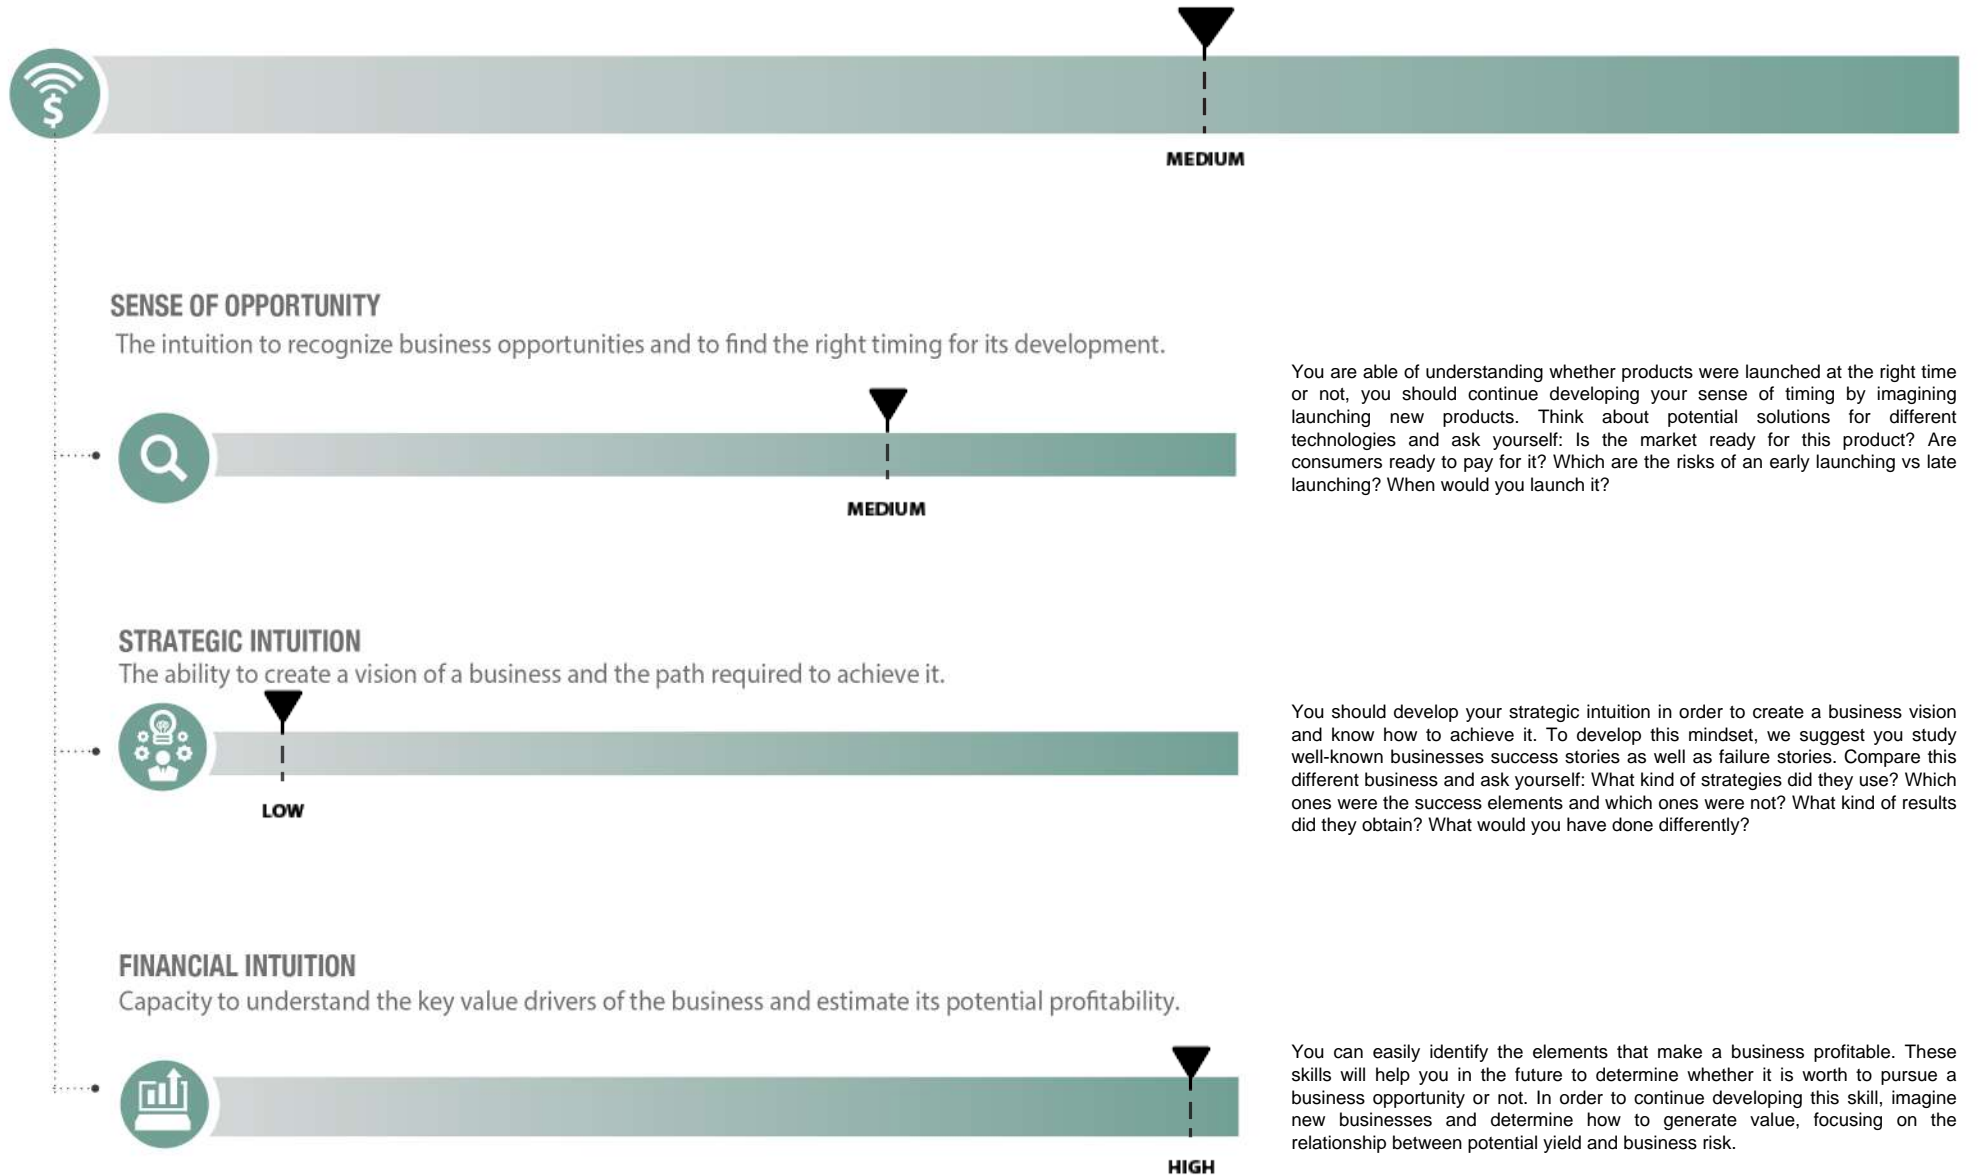 $
MEDIUM
SENSE OF OPPORTUNITY
The intuition to recognize business opportunities and to find the right timing for its development.
MEDIUM
You are able of understanding whether products were launched at the right time
or not, you should continue developing your sense of timing by imagining
launching new products. Think about potential solutions for different
technologies and ask yourself: Is the market ready for this product? Are
consumers ready to pay for it? Which are the risks of an early launching vs late
launching? When would you launch it?
STRATEGIC INTUITION
The ability to create a vision of a business and the path required to achieve it.
LOW
You should develop your strategic intuition in order to create a business vision
and know how to achieve it. To develop this mindset, we suggest you study
well-known businesses success stories as well as failure stories. Compare this
different business and ask yourself: What kind of strategies did they use? Which
ones were the success elements and which ones were not? What kind of results
did they obtain? What would you have done differently?
FINANCIAL INTUITION
Capacity to understand the key value drivers of the business and estimate its potential profitability.
HIGH
You can easily identify the elements that make a business profitable. These
skills will help you in the future to determine whether it is worth to pursue a
business opportunity or not. In order to continue developing this skill, imagine
new businesses and determine how to generate value, focusing on the
relationship between potential yield and business risk.